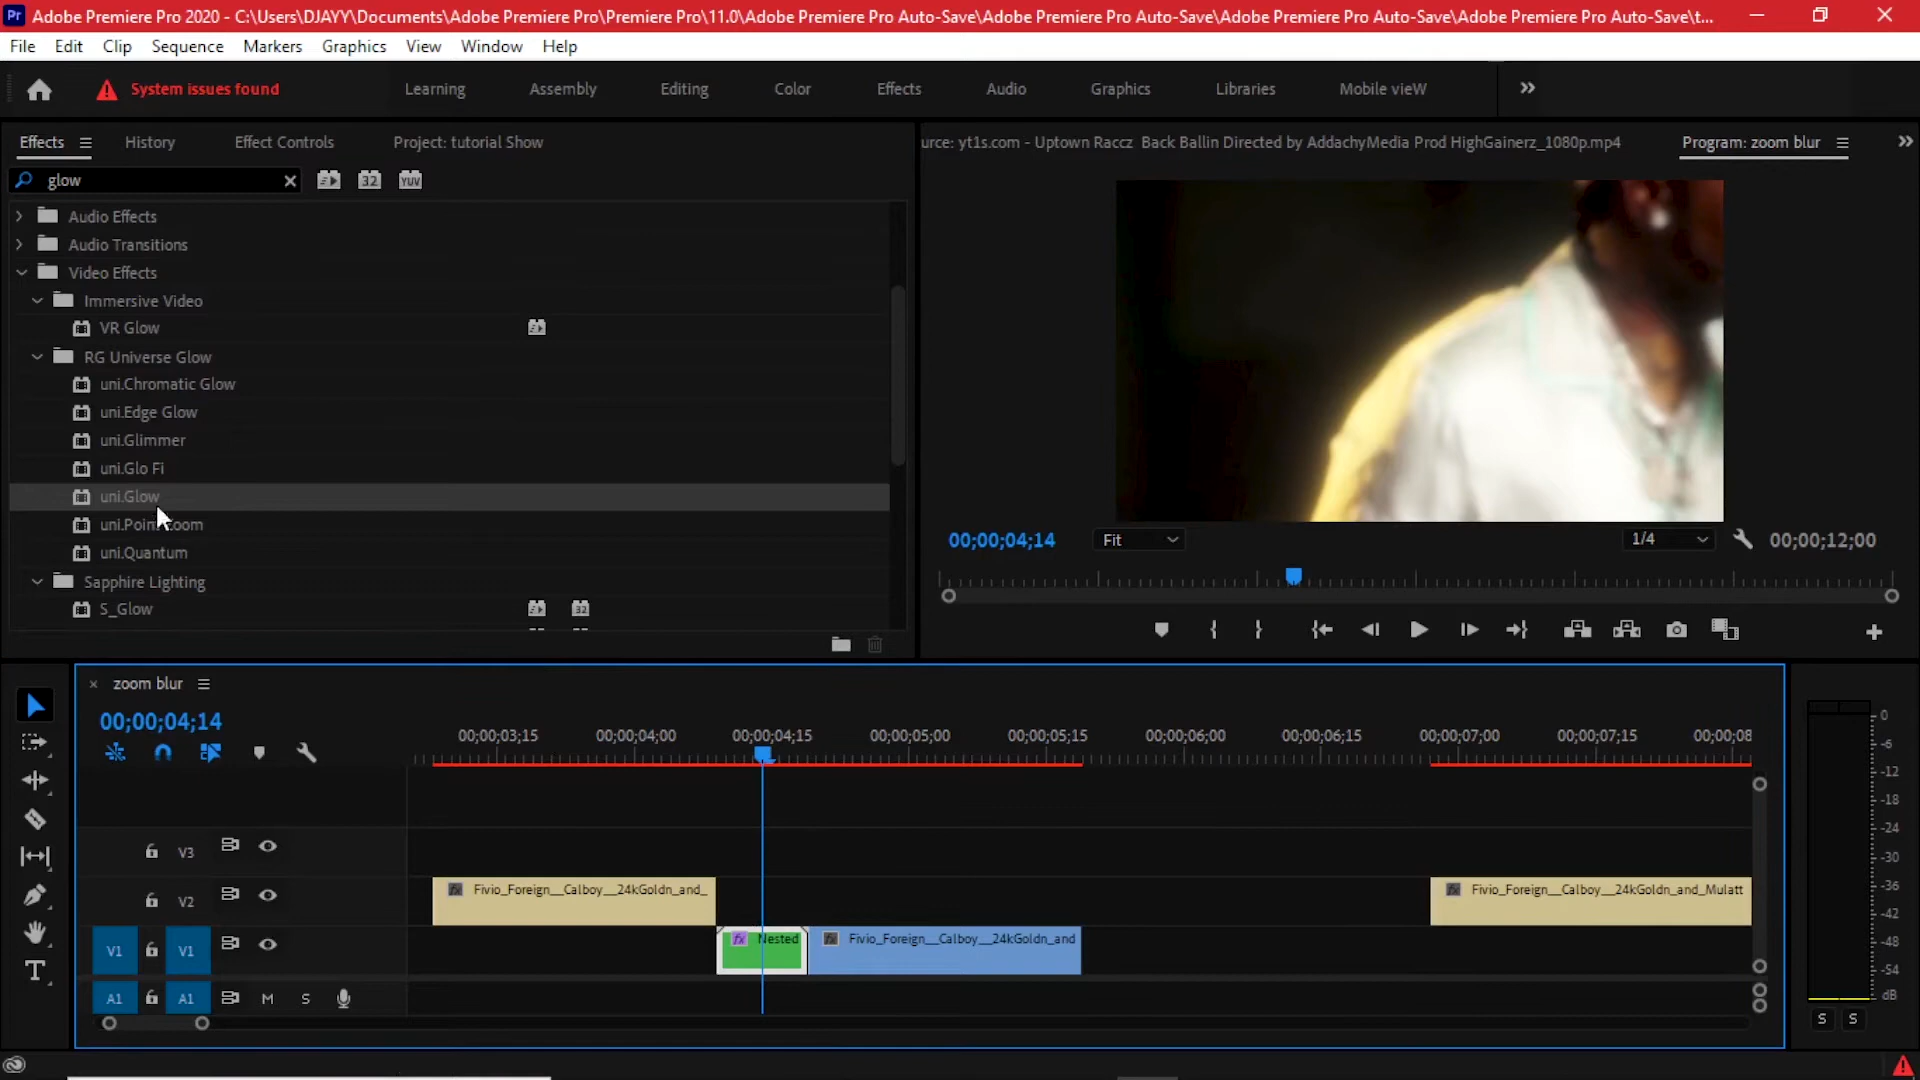 Adobe Premiere Pro 2020 - C:\Users\DJAYY\Documents\Adobe Premiere Pro\Premiere Pro\11.0\Adobe Premiere Pro Auto-Save\Adobe Premiere Pro Auto-Save\Adobe Premiere Pro Auto-Save\Adobe Premiere Pro Auto-Save\t...
File Edit Clip Sequence Markers Graphics View Window Help
System issues found Learning Assembly Editing Color Effects Audio Graphics Libraries Mobile vieW
Effects History Effect Controls Project: tutorial Show
urce: yt1s.com - Uptown Raccz Back Ballin Directed by AddachyMedia Prod HighGainerz_1080p.mp4 Program: zoom blur
glow 32 YUV
Audio Effects
Audio Transitions
Video Effects
Immersive Video
VR Glow
RG Universe Glow
uni.Chromatic Glow
uni.Edge Glow
uni.Glimmer
uni.Glo Fi
uni.Glow
uni.Quantum
Sapphire Lighting
S_Glow 32
00;00;04;14 Fit 1/4 00;00;12;00
zoom blur
00;00;04;14
00;00;03;15 00;00;04;00 00;00;04;15 00;00;05;00 00;00;05;15 00;00;06;00 00;00;06;15 00;00;07;00 00;00;07;15 00;00;08
V3
V2 Fivio_Foreign__Calboy__24kGoldn_and_ Fivio_Foreign__Calboy__24kGoldn_and_Mulatt
V1 V1 Nested Fivio_Foreign__Calboy__24kGoldn_and
A1 A1 M S
0
-6
-12
-18
-24
-30
-36
-42
-48
-54
dB
S S